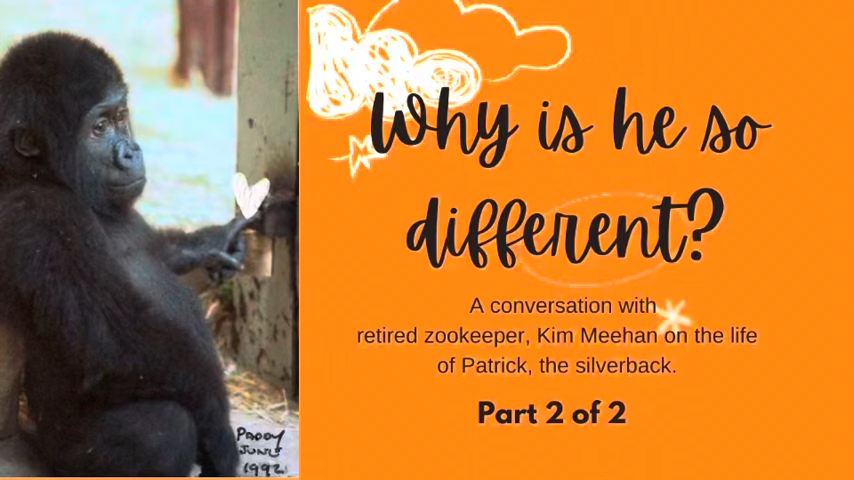 Why is he so
different?
A conversation with
retired zookeeper, Kim Meehan on the life
of Patrick, the silverback.
Part 2 of 2
PADDY
JUNE
1992